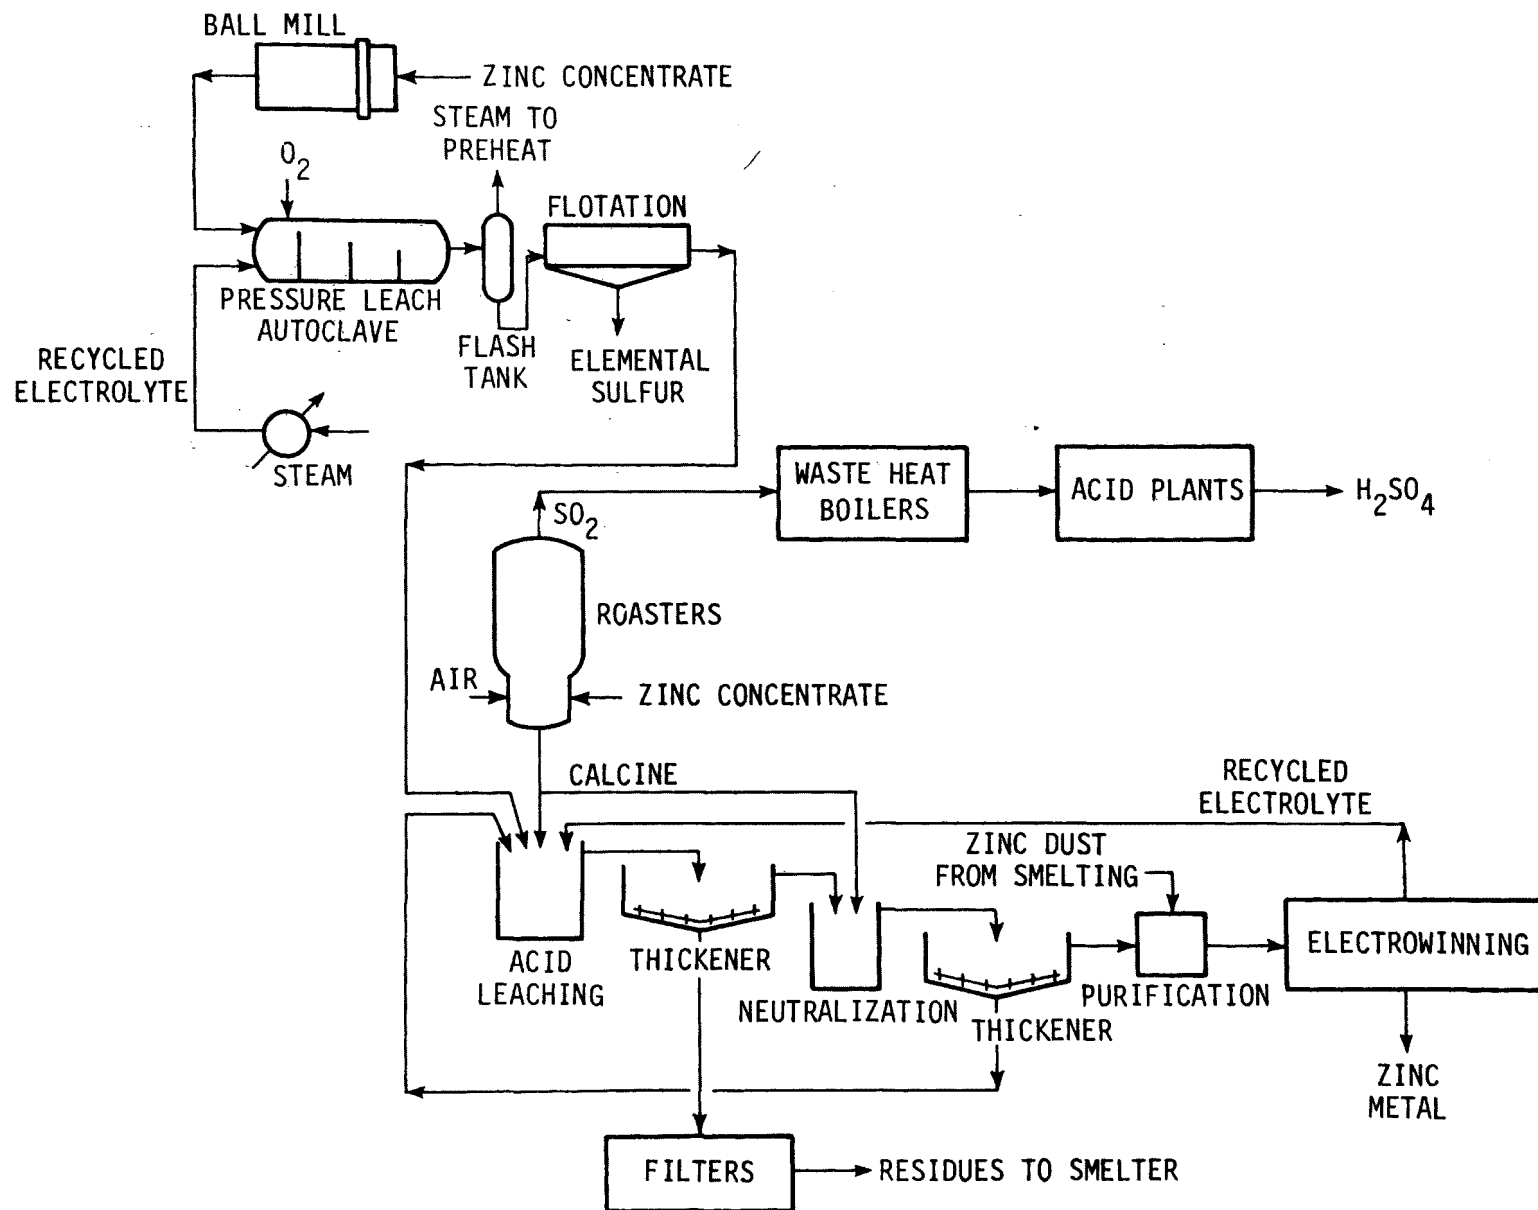 BALL MILL
ZINC CONCENTRATE
STEAM TO
PREHEAT
O2
FLOTATION
PRESSURE LEACH
AUTOCLAVE
FLASH
TANK
ELEMENTAL
SULFUR
RECYCLED
ELECTROLYTE
STEAM
WASTE HEAT
BOILERS
ACID PLANTS
H2SO4
SO2
ROASTERS
AIR
ZINC CONCENTRATE
CALCINE
RECYCLED
ELECTROLYTE
ZINC DUST
FROM SMELTING
ACID
LEACHING
THICKENER
NEUTRALIZATION
THICKENER
PURIFICATION
ELECTROWINNING
ZINC
METAL
FILTERS
RESIDUES TO SMELTER